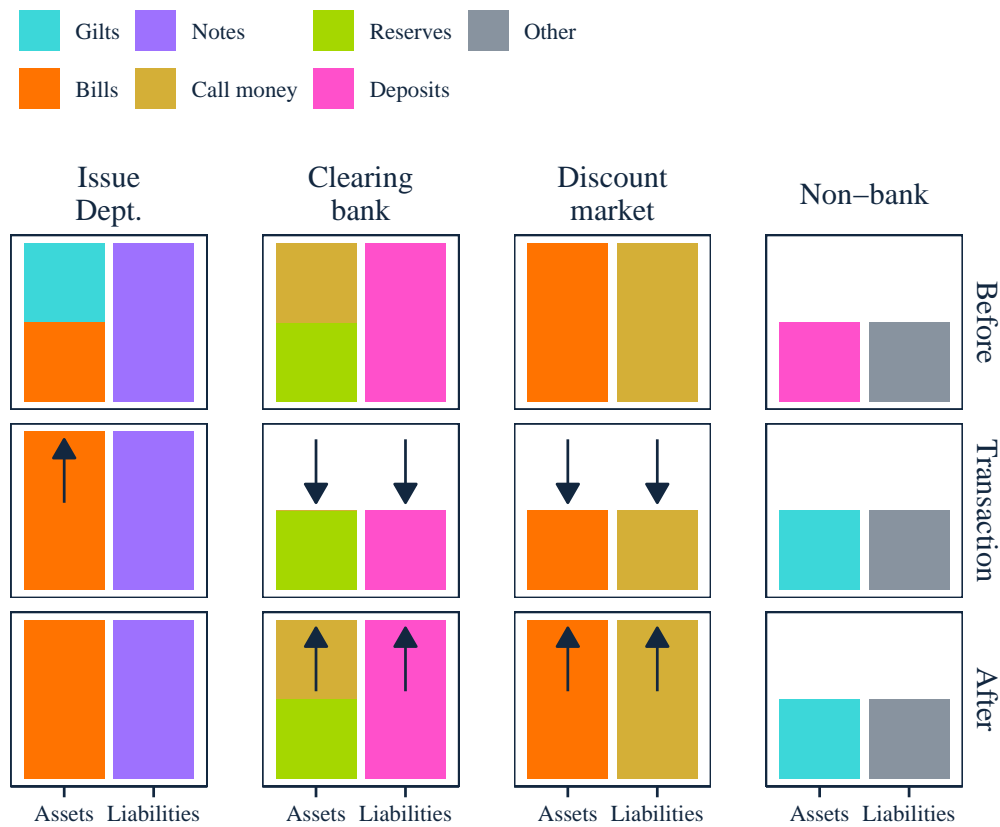 Gilts Notes Reserves Other
Bills Call money Deposits
Issue
Dept.
Clearing
bank
Discount
market
Non−bank
Before
Transaction
After
Assets Liabilities Assets Liabilities Assets Liabilities Assets Liabilities